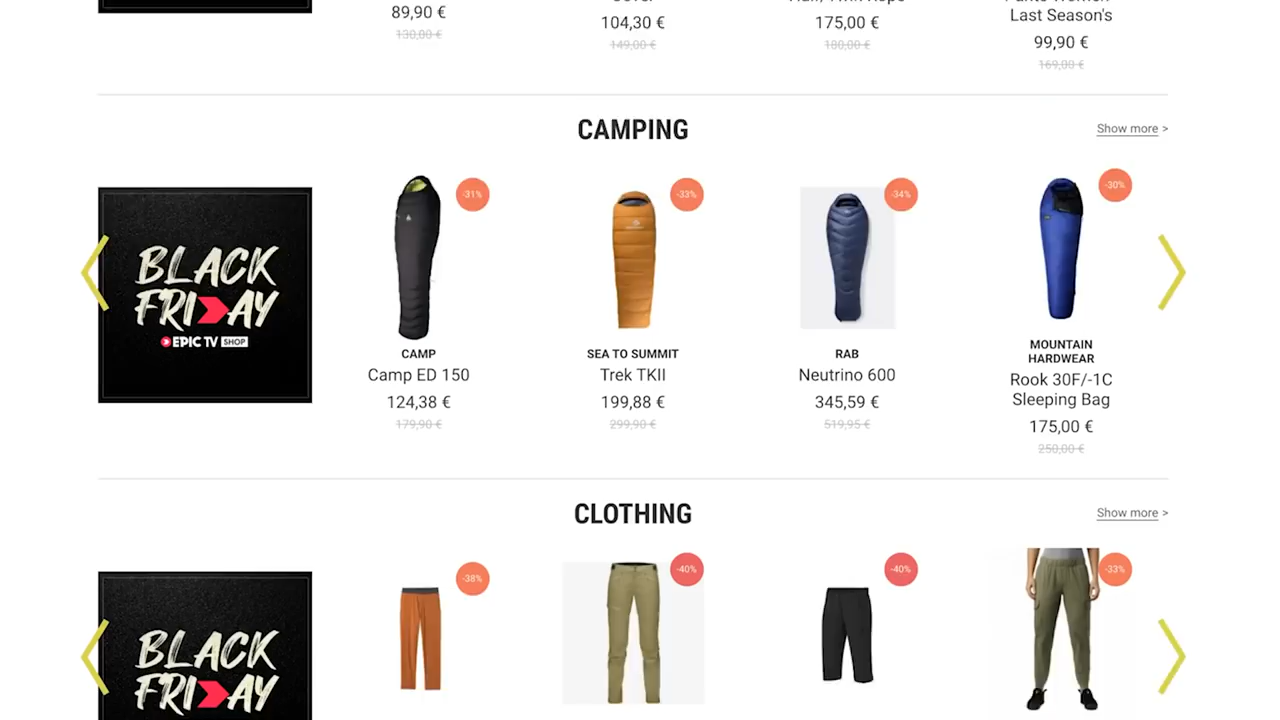 89,90 €
130,00 €
104,30 €
149,00 €
175,00 €
180,00 €
Last Season's
99,90 €
169,00 €
CAMPING
Show more >
BLACK
FRIDAY
EPIC TV SHOP
-31%
CAMP
Camp ED 150
124,38 €
179,90 €
-33%
SEA TO SUMMIT
Trek TKII
199,88 €
299,90 €
-34%
RAB
Neutrino 600
345,59 €
519,95 €
-30%
MOUNTAIN
HARDWEAR
Rook 30F/-1C
Sleeping Bag
175,00 €
250,00 €
CLOTHING
Show more >
BLACK
FRIDAY
-38%
-40%
-40%
-33%